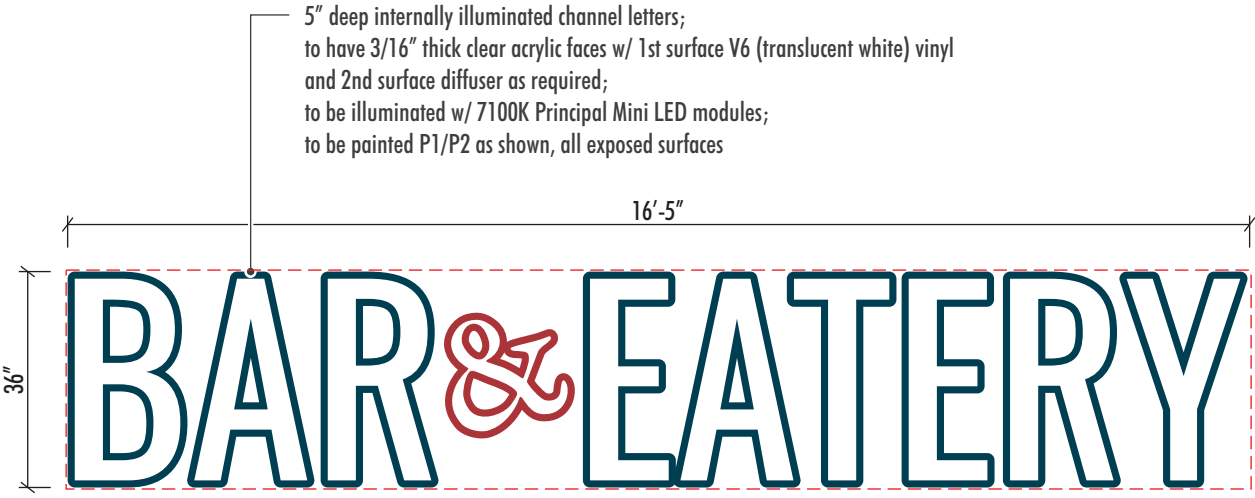 5” deep internally illuminated channel letters;
to have 3/16” thick clear acrylic faces w/ 1st surface V6 (translucent white) vinyl
and 2nd surface diffuser as required;
to be illuminated w/ 7100K Principal Mini LED modules;
to be painted P1/P2 as shown, all exposed surfaces
16’-5”
36”
BAR & EATERY